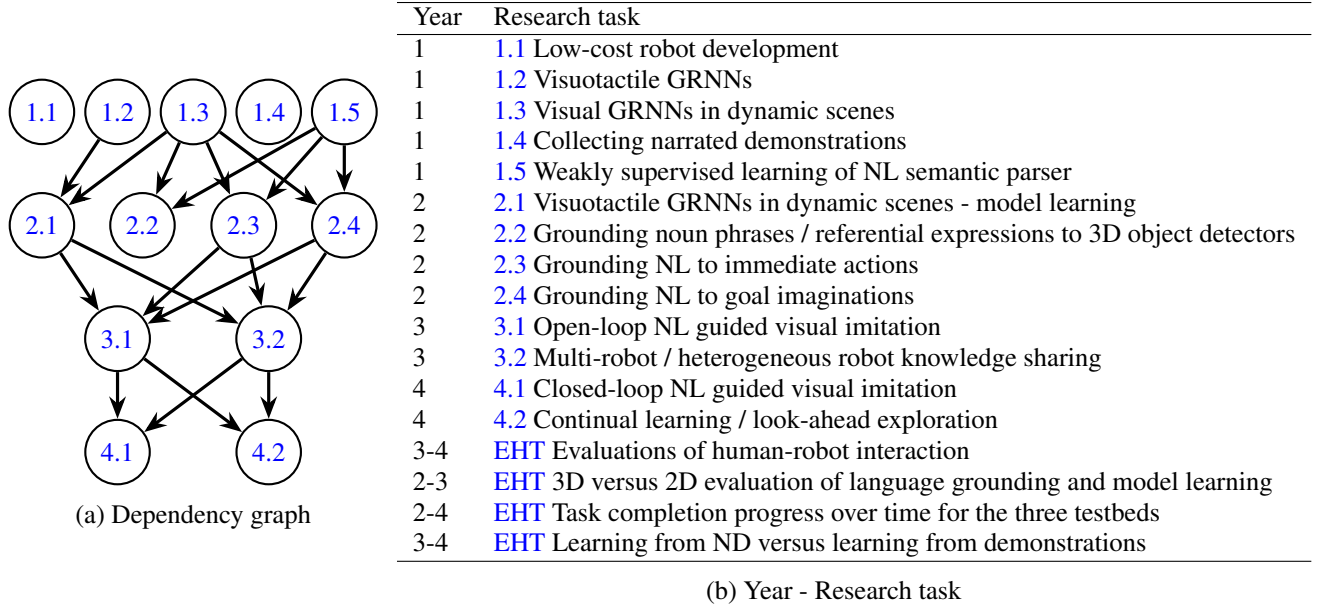 1.1 1.2 1.3 1.4 1.5
2.1 2.2 2.3 2.4
3.1 3.2
4.1 4.2
(a) Dependency graph
Year Research task
1 1.1 Low-cost robot development
1 1.2 Visuotactile GRNNs
1 1.3 Visual GRNNs in dynamic scenes
1 1.4 Collecting narrated demonstrations
1 1.5 Weakly supervised learning of NL semantic parser
2 2.1 Visuotactile GRNNs in dynamic scenes - model learning
2 2.2 Grounding noun phrases / referential expressions to 3D object detectors
2 2.3 Grounding NL to immediate actions
2 2.4 Grounding NL to goal imaginations
3 3.1 Open-loop NL guided visual imitation
3 3.2 Multi-robot / heterogeneous robot knowledge sharing
4 4.1 Closed-loop NL guided visual imitation
4 4.2 Continual learning / look-ahead exploration
3-4 EHT Evaluations of human-robot interaction
2-3 EHT 3D versus 2D evaluation of language grounding and model learning
2-4 EHT Task completion progress over time for the three testbeds
3-4 EHT Learning from ND versus learning from demonstrations
(b) Year - Research task